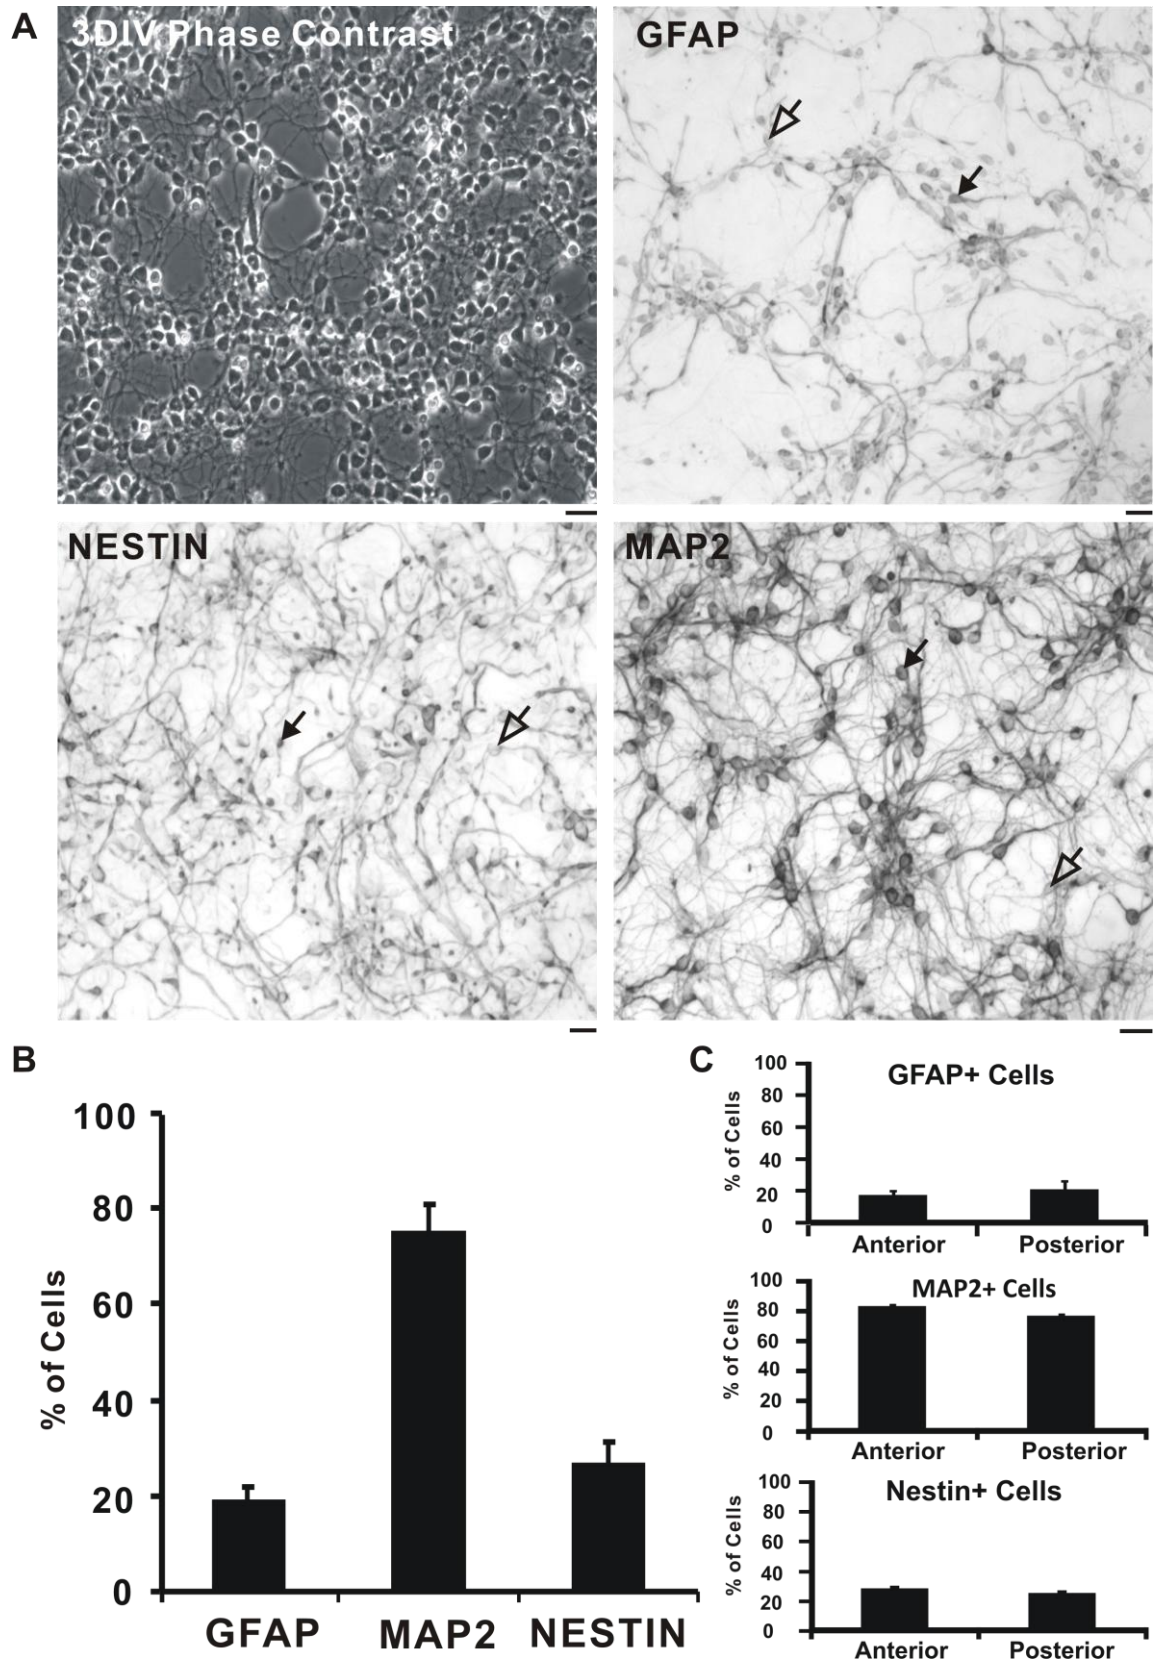 A
3DIV Phase Contrast
GFAP
NESTIN
MAP2
B
100
80
60
40
20
0
% of Cells
GFAP
MAP2
NESTIN
C
GFAP+ Cells
100
80
60
40
20
0
% of Cells
Anterior
Posterior
MAP2+ Cells
100
80
60
40
20
0
% of Cells
Anterior
Posterior
Nestin+ Cells
100
80
60
40
20
0
% of Cells
Anterior
Posterior